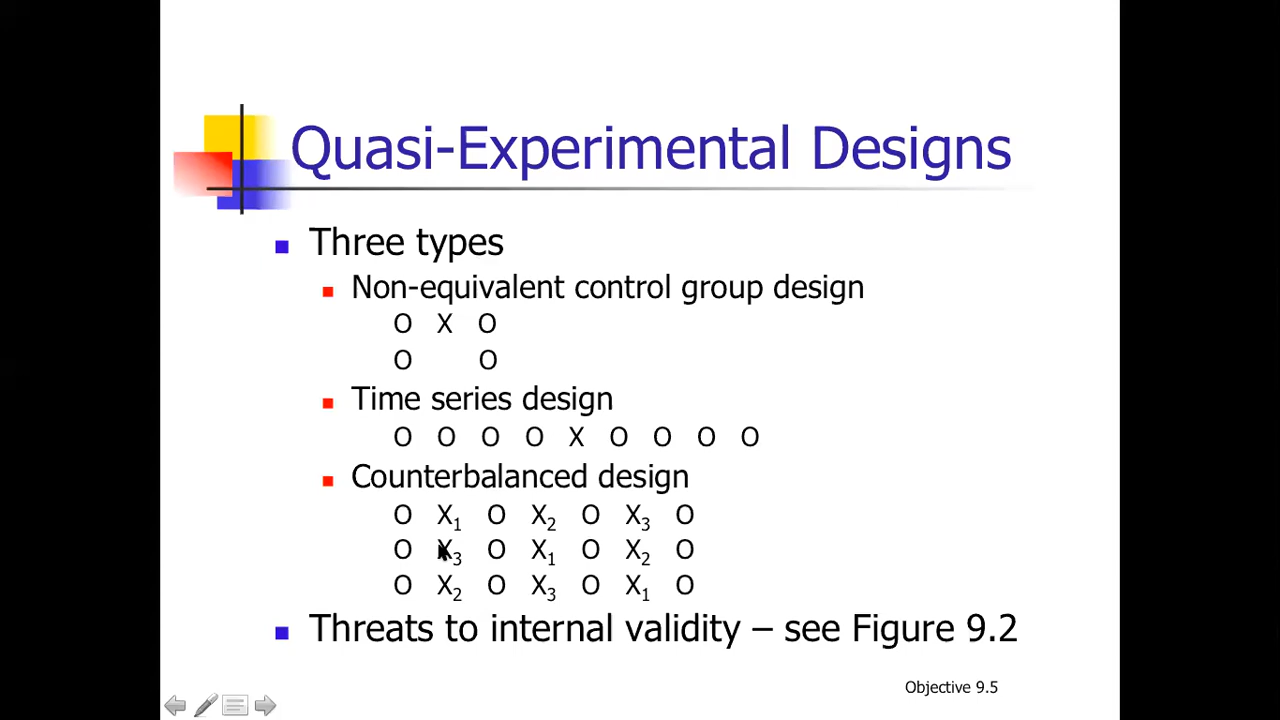 Quasi-Experimental Designs
Three types
Non-equivalent control group design
O X O
O O
Time series design
O O O O X O O O O
Counterbalanced design
O X₁ O X₂ O X₃ O
O X₃ O X₁ O X₂ O
O X₂ O X₃ O X₁ O
Threats to internal validity – see Figure 9.2
Objective 9.5